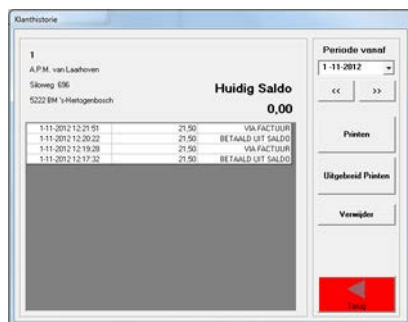 Klanthistorie
1
A.P.M. van Laarhoven
Siloweg 696
5222 BM 's-Hertogenbosch
Huidig Saldo
0,00
1-11-2012 12:21:51 21,50 VIA FACTUUR
1-11-2012 12:20:22 21,50 BETAALD UIT SALDO
1-11-2012 12:19:28 21,50 VIA FACTUUR
1-11-2012 12:17:32 21,50 BETAALD UIT SALDO
Periode vanaf
1 -11-2012
<< >>
Printen
Uitgebreid Printen
Verwijder
Terug